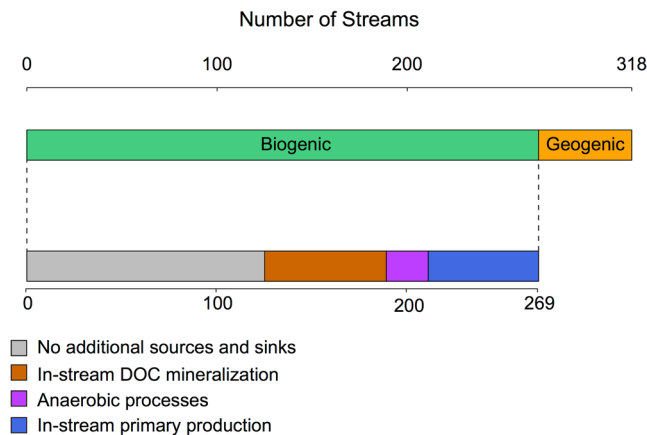 Number of Streams
0 100 200 318
Biogenic Geogenic
0 100 200 269
No additional sources and sinks
In-stream DOC mineralization
Anaerobic processes
In-stream primary production